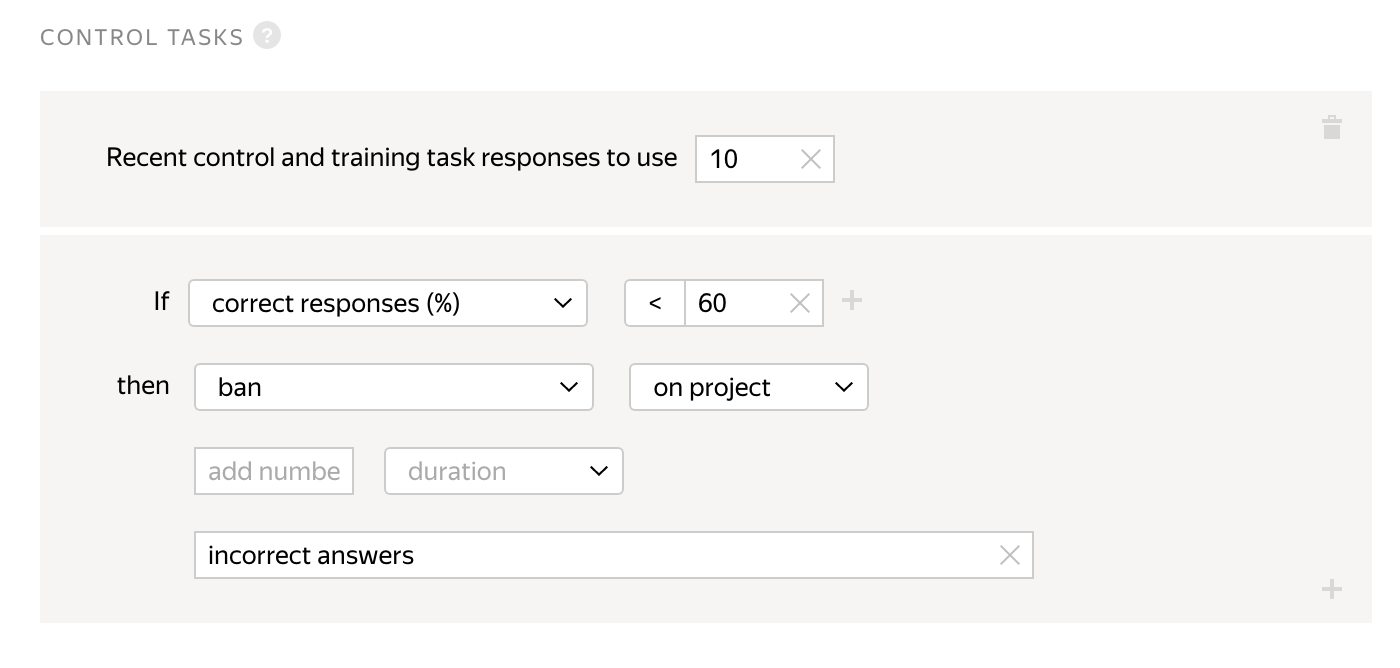 CONTROL TASKS ?
Recent control and training task responses to use 10
If correct responses (%) < 60
then ban on project
add numbe duration
incorrect answers